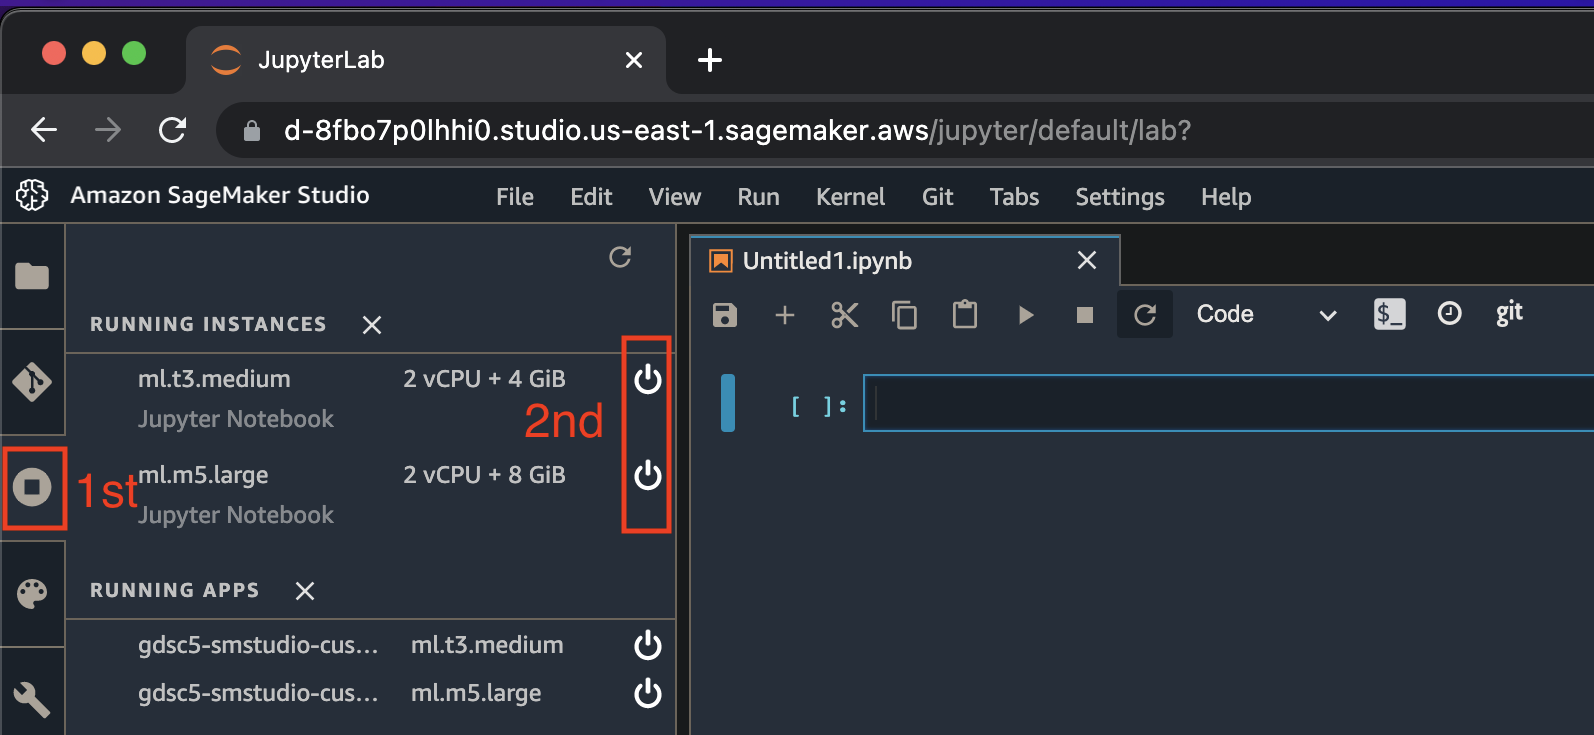 JupyterLab
d-8fbo7p0lhhi0.studio.us-east-1.sagemaker.aws/jupyter/default/lab?
Amazon SageMaker Studio File Edit View Run Kernel Git Tabs Settings Help
Untitled1.ipynb
Code $_ git
RUNNING INSTANCES
ml.t3.medium 2 vCPU + 4 GiB
Jupyter Notebook
2nd
[ ]:
1st
ml.m5.large 2 vCPU + 8 GiB
Jupyter Notebook
RUNNING APPS
gdsc5-smstudio-cus... ml.t3.medium
gdsc5-smstudio-cus... ml.m5.large